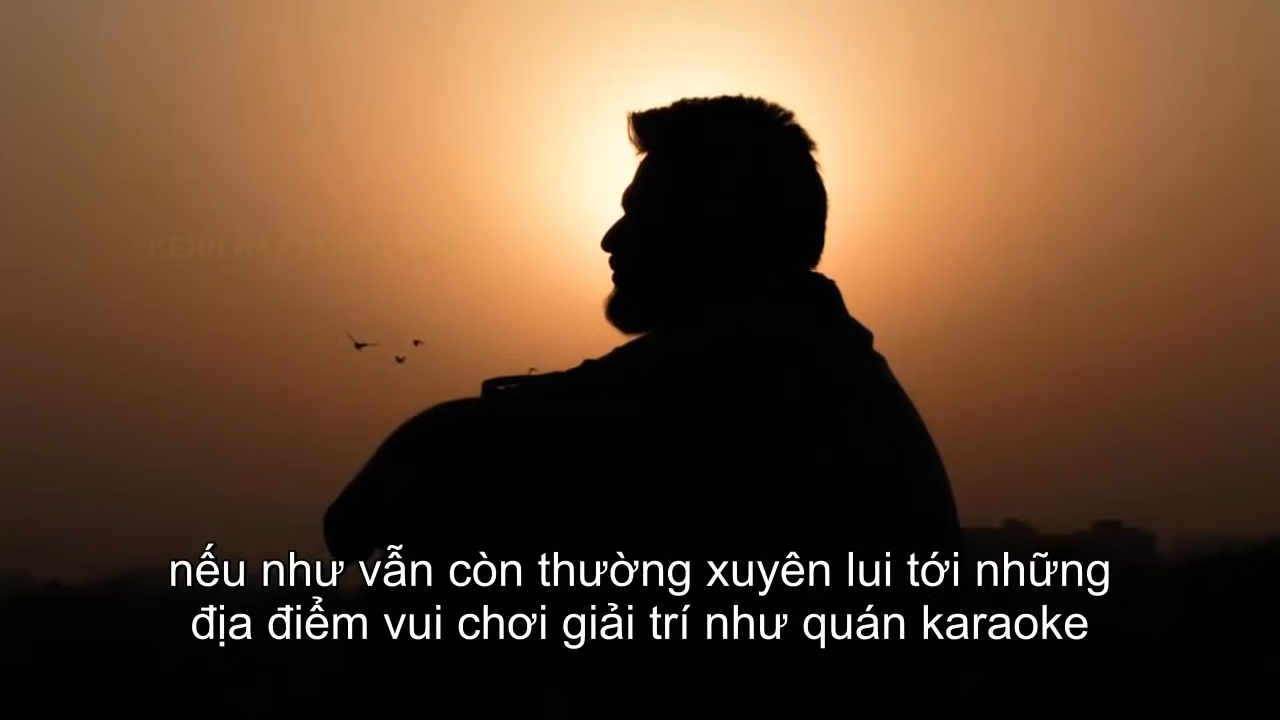 nếu như vẫn còn thường xuyên lui tới những
địa điểm vui chơi giải trí như quán karaoke